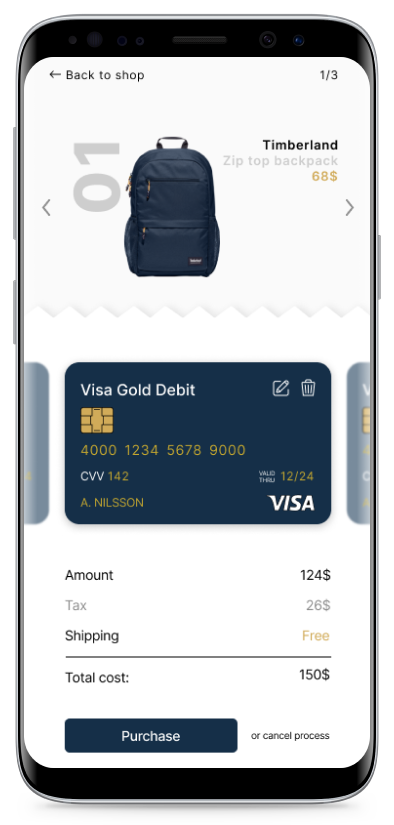 ← Back to shop
1/3
01
Timberland
Zip top backpack
68$
Visa Gold Debit
4000 1234 5678 9000
CVV 142
VALID THRU 12/24
A. NILSSON
VISA
Amount 124$
Tax 26$
Shipping Free
Total cost: 150$
Purchase
or cancel process